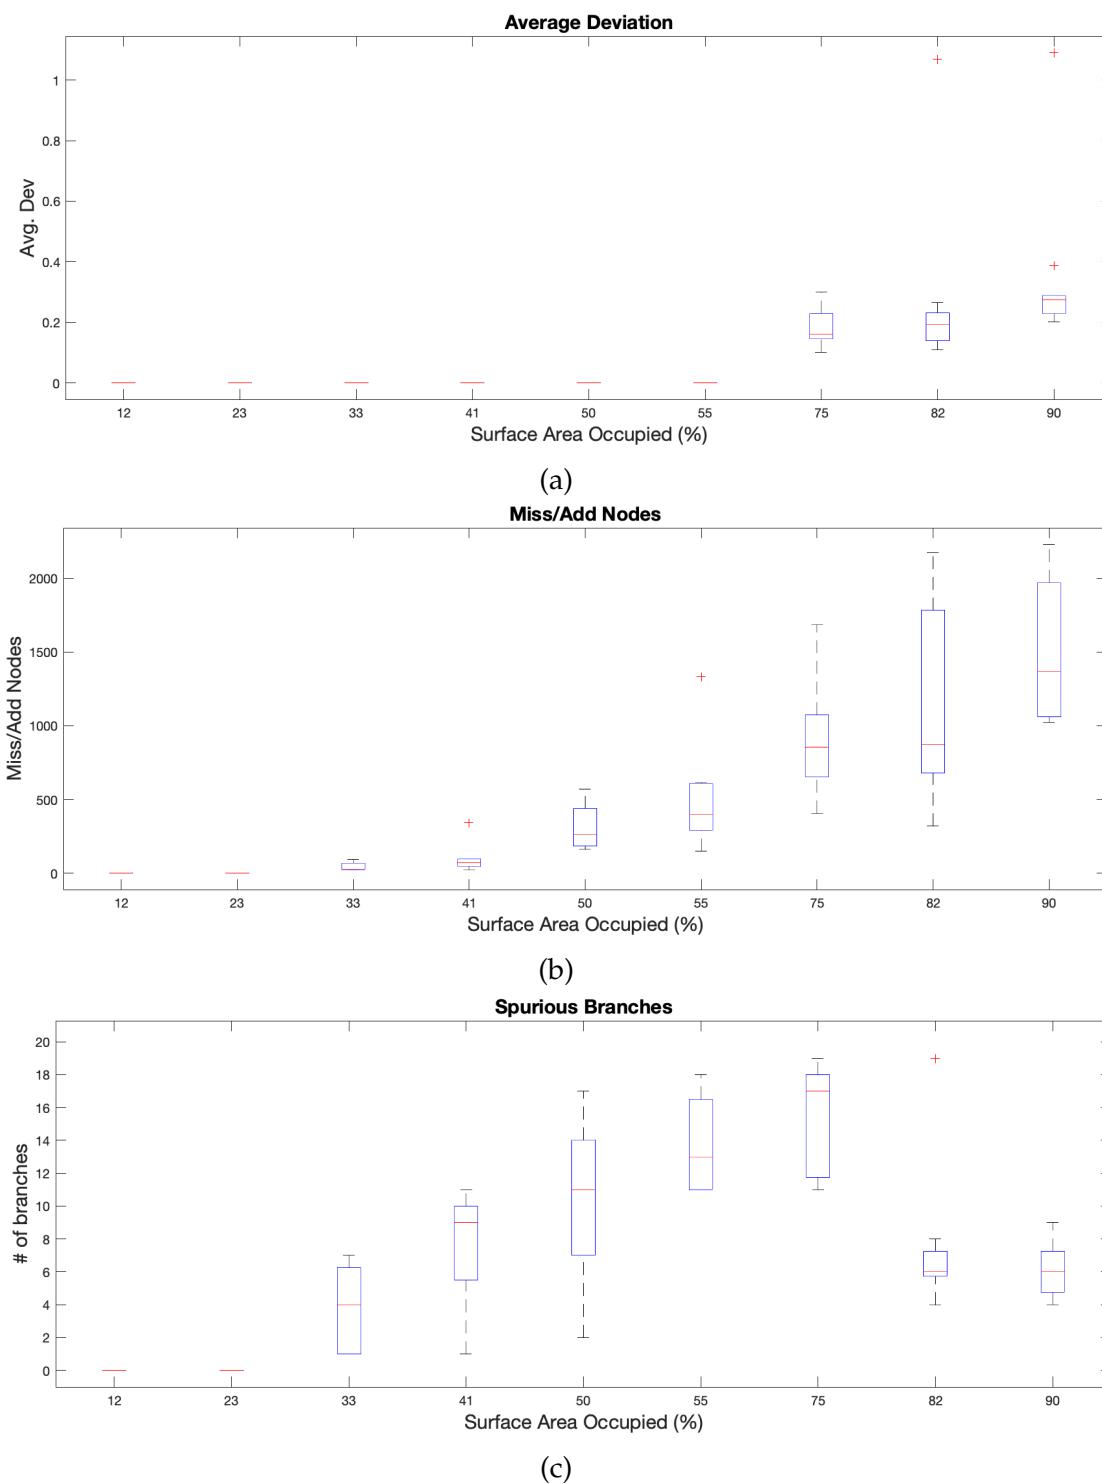 Average Deviation
1
0.8
0.6
0.4
0.2
0
Avg. Dev
12 23 33 41 50 55 75 82 90
Surface Area Occupied (%)
(a)
Miss/Add Nodes
2000
1500
1000
500
0
Miss/Add Nodes
12 23 33 41 50 55 75 82 90
Surface Area Occupied (%)
(b)
Spurious Branches
20
18
16
14
12
10
8
6
4
2
0
# of branches
12 23 33 41 50 55 75 82 90
Surface Area Occupied (%)
(c)